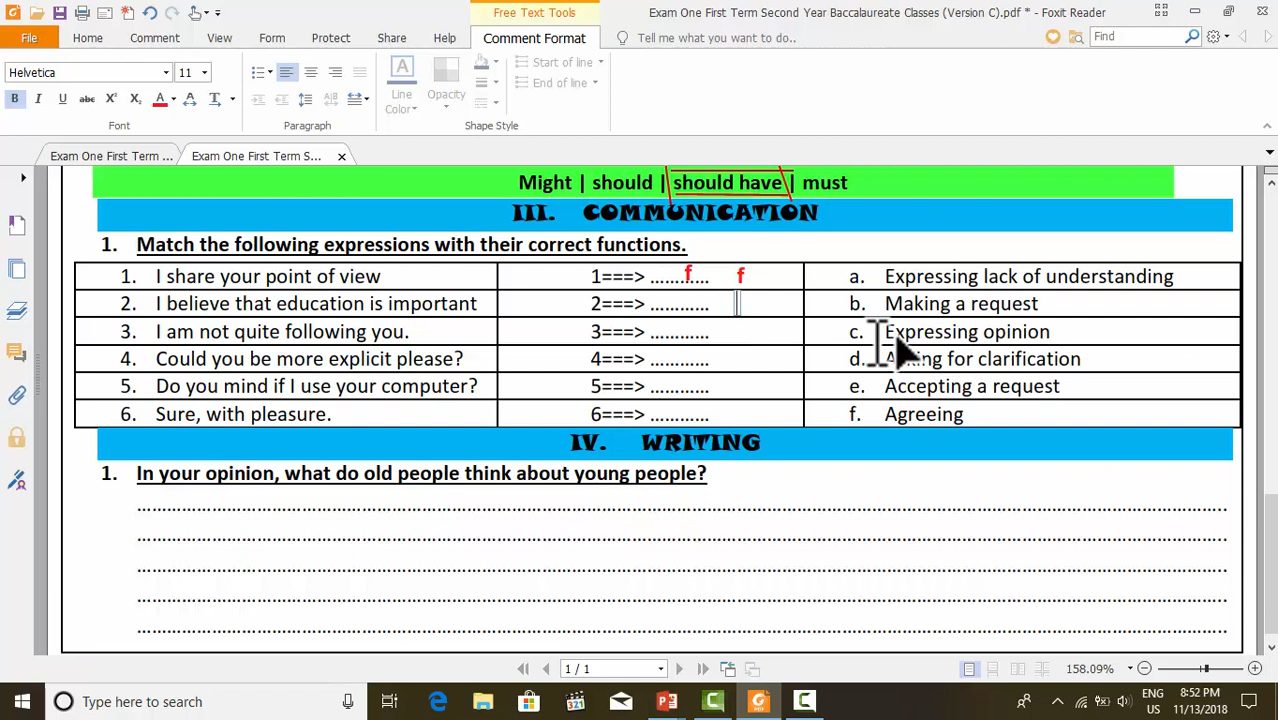 Free Text Tools
Exam One First Term Second Year Baccalaureate Classes (Version C).pdf * - Foxit Reader
File Home Comment View Form Protect Share Help Comment Format Tell me what you want to do.. Find
Helvetica 11
Start of line
End of line
Line Color
Opacity
B I U abc X² X₂ A A T
Font Paragraph Shape Style
Exam One First Term ... Exam One First Term S...
Might | should | should have | must
III. COMMUNICATION
1. Match the following expressions with their correct functions.
1. I share your point of view 1===> ............ f f a. Expressing lack of understanding
2. I believe that education is important 2===> ............ b. Making a request
3. I am not quite following you. 3===> ............ c. Expressing opinion
4. Could you be more explicit please? 4===> ............ d. for clarification
5. Do you mind if I use your computer? 5===> ............ e. Accepting a request
6. Sure, with pleasure. 6===> ............ f. Agreeing
IV. WRITING
1. In your opinion, what do old people think about young people?
1 / 1 158.09%
Type here to search
ENG
US
8:52 PM
11/13/2018